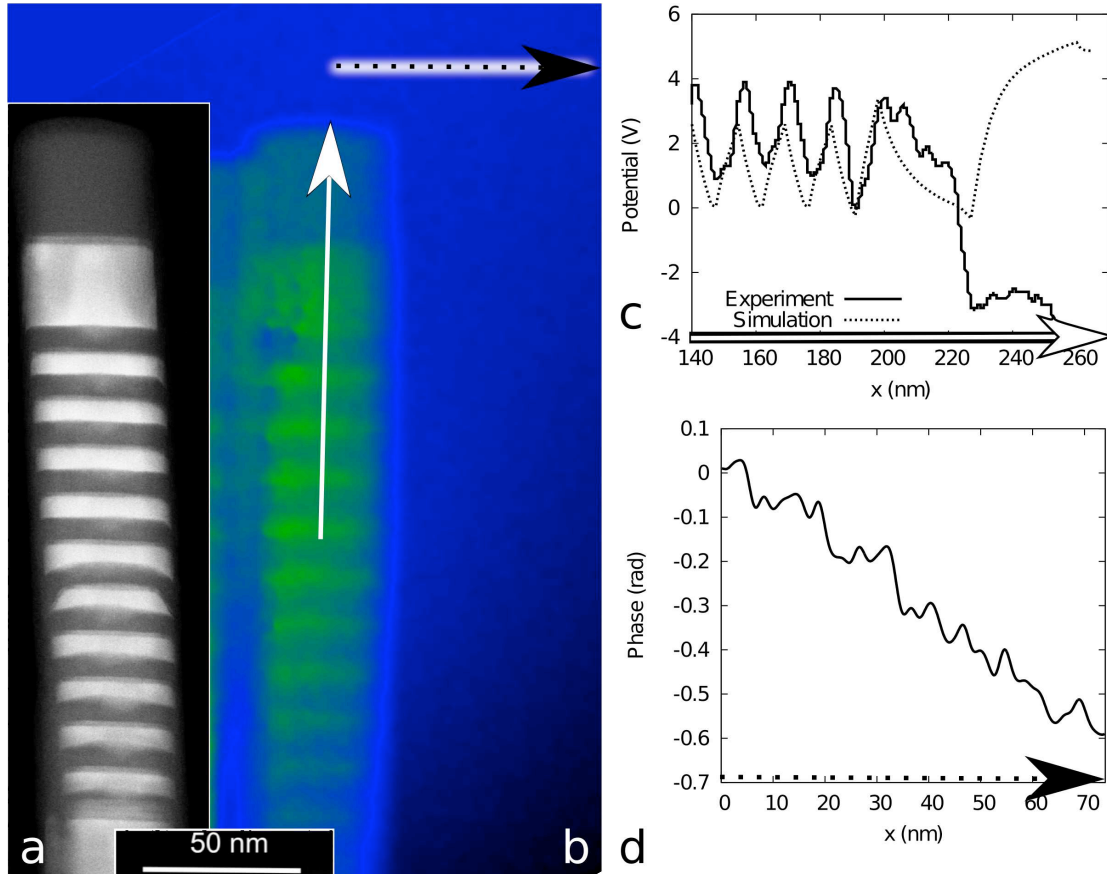 a
50 nm
b
c
Potential (V)
6
4
2
0
-2
-4
Experiment
Simulation
140 160 180 200 220 240 260
x (nm)
d
Phase (rad)
0.1
0
-0.1
-0.2
-0.3
-0.4
-0.5
-0.6
-0.7
0 10 20 30 40 50 60 70
x (nm)